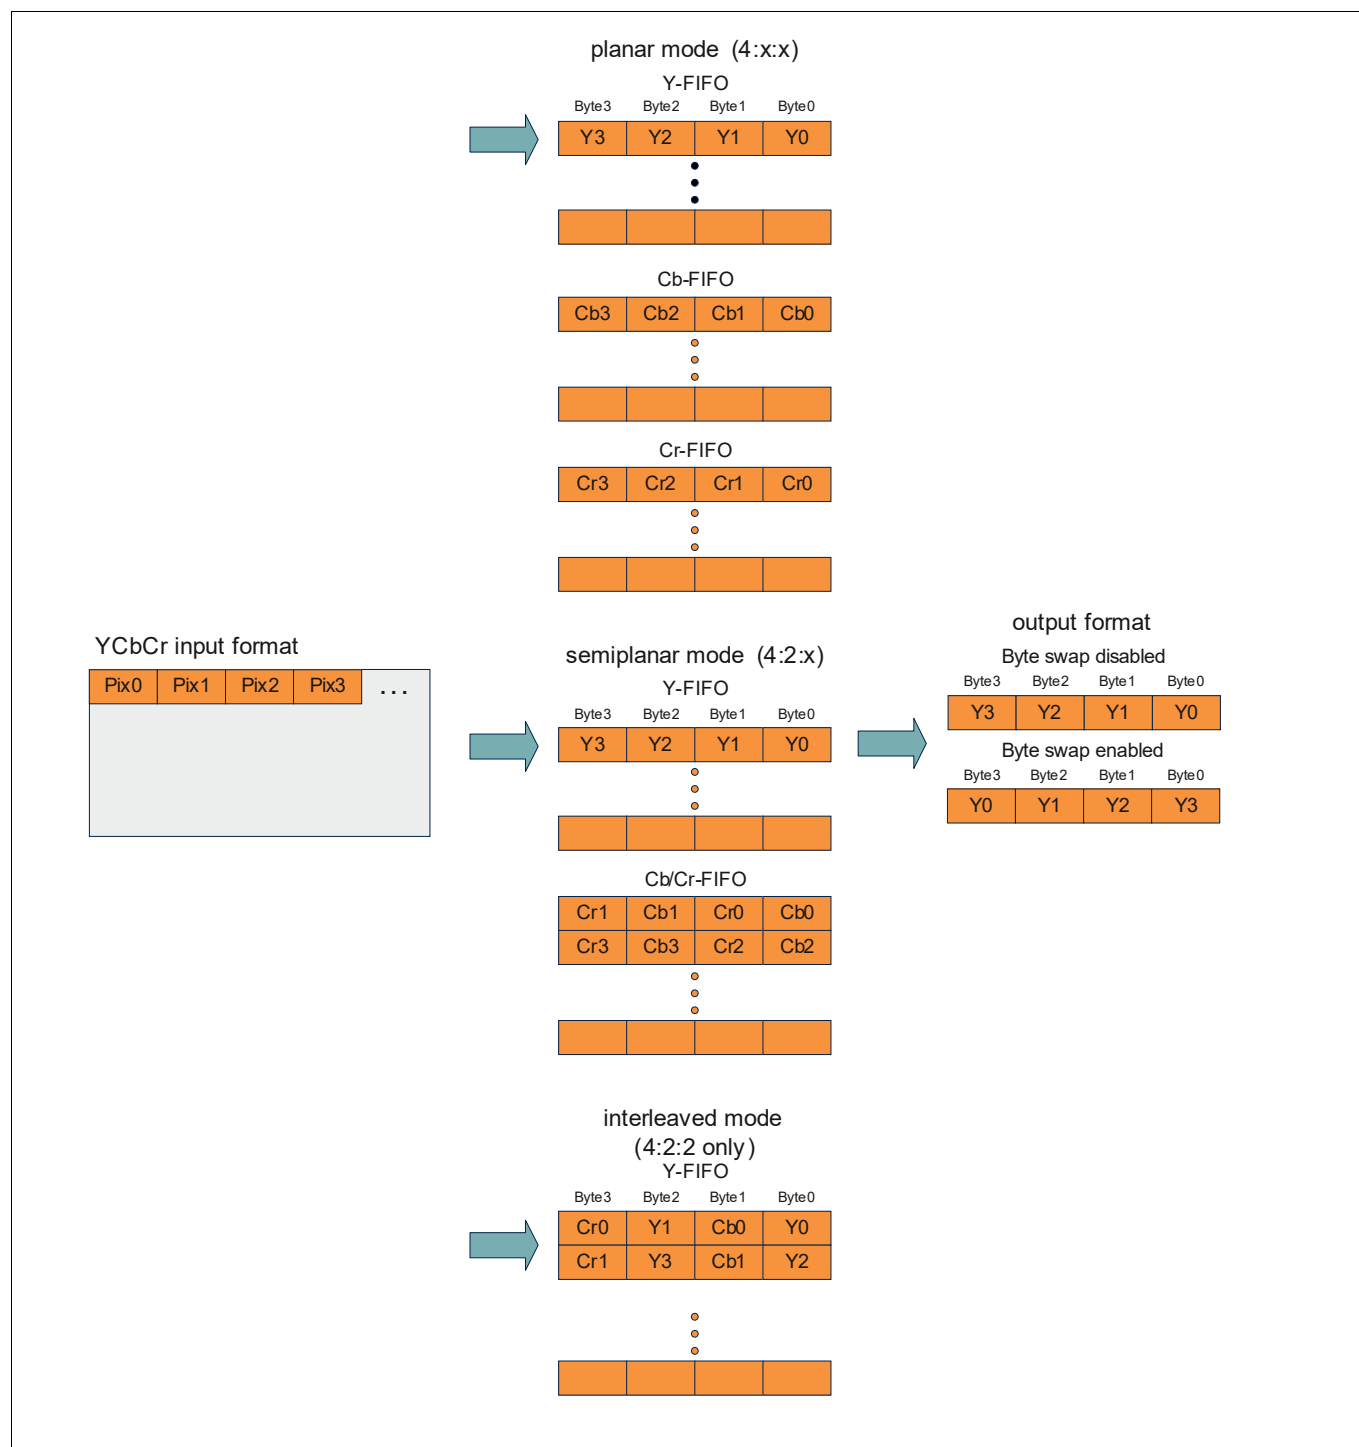 planar mode (4:x:x)
Y-FIFO
Byte3 Byte2 Byte1 Byte0
Y3 Y2 Y1 Y0
Cb-FIFO
Cb3 Cb2 Cb1 Cb0
Cr-FIFO
Cr3 Cr2 Cr1 Cr0
YCbCr input format
Pix0 Pix1 Pix2 Pix3 ...
semiplanar mode (4:2:x)
Y-FIFO
Byte3 Byte2 Byte1 Byte0
Y3 Y2 Y1 Y0
Cb/Cr-FIFO
Cr1 Cb1 Cr0 Cb0
Cr3 Cb3 Cr2 Cb2
output format
Byte swap disabled
Byte3 Byte2 Byte1 Byte0
Y3 Y2 Y1 Y0
Byte swap enabled
Byte3 Byte2 Byte1 Byte0
Y0 Y1 Y2 Y3
interleaved mode
(4:2:2 only)
Y-FIFO
Byte3 Byte2 Byte1 Byte0
Cr0 Y1 Cb0 Y0
Cr1 Y3 Cb1 Y2